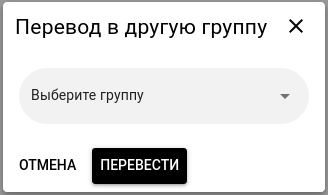 Перевод в другую группу
Выберите группу
ОТМЕНА ПЕРЕВЕСТИ